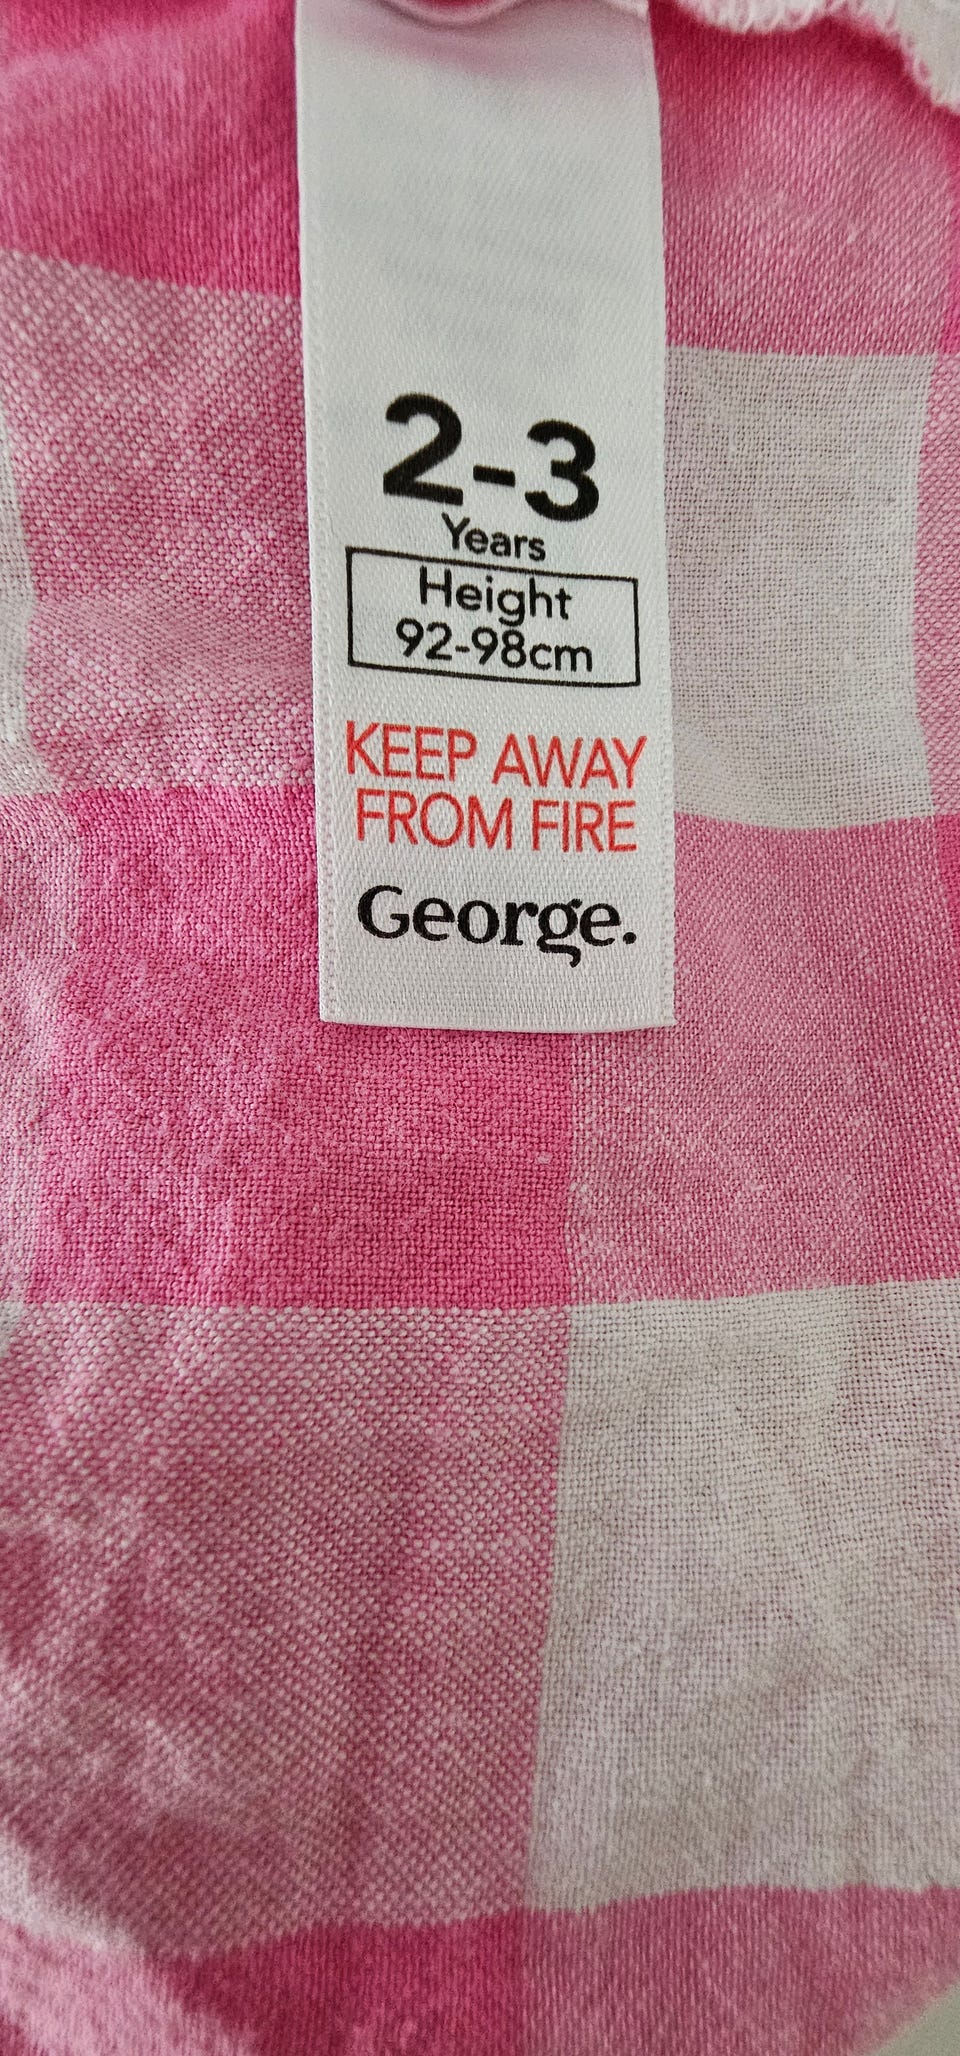 2-3
Years
Height
92-98cm
KEEP AWAY
FROM FIRE
George.